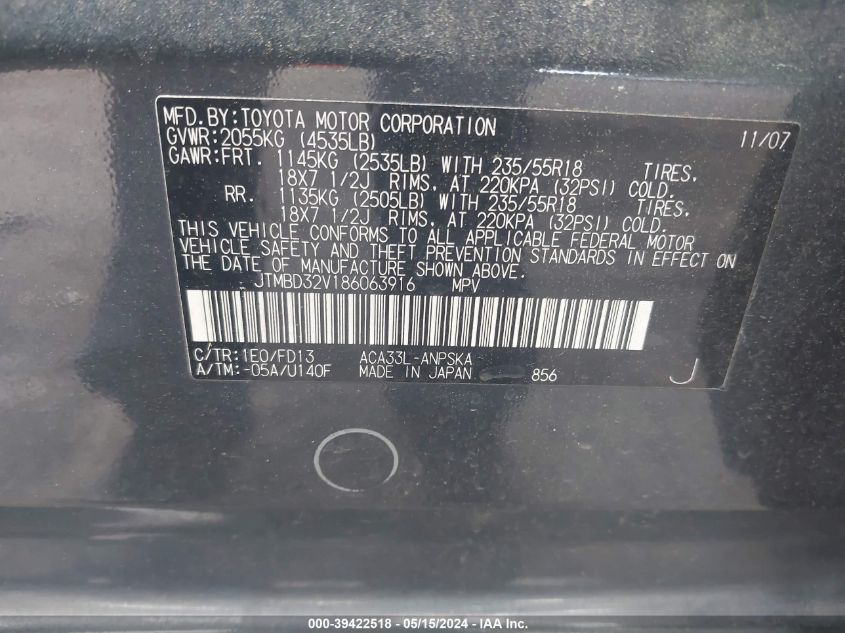 MFD.BY:TOYOTA MOTOR CORPORATION 11/07
GVWR:2055KG (4535LB)
GAWR:FRT. 1145KG (2535LB) WITH 235/55R18 TIRES,
18X7 1/2J RIMS, AT 220KPA (32PSI) COLD.
RR. 1135KG (2505LB) WITH 235/55R18 TIRES,
18X7 1/2J RIMS, AT 220KPA (32PSI) COLD.
THIS VEHICLE CONFORMS TO ALL APPLICABLE FEDERAL MOTOR
VEHICLE SAFETY AND THEFT PREVENTION STANDARDS IN EFFECT ON
THE DATE OF MANUFACTURE SHOWN ABOVE.
JTMBD32V186063916 MPV
C/TR:1E0/FD13 ACA33L-ANPSKA
A/TM:-05A/U140F MADE IN JAPAN 856 J
000-39422518 - 05/15/2024 - IAA Inc.